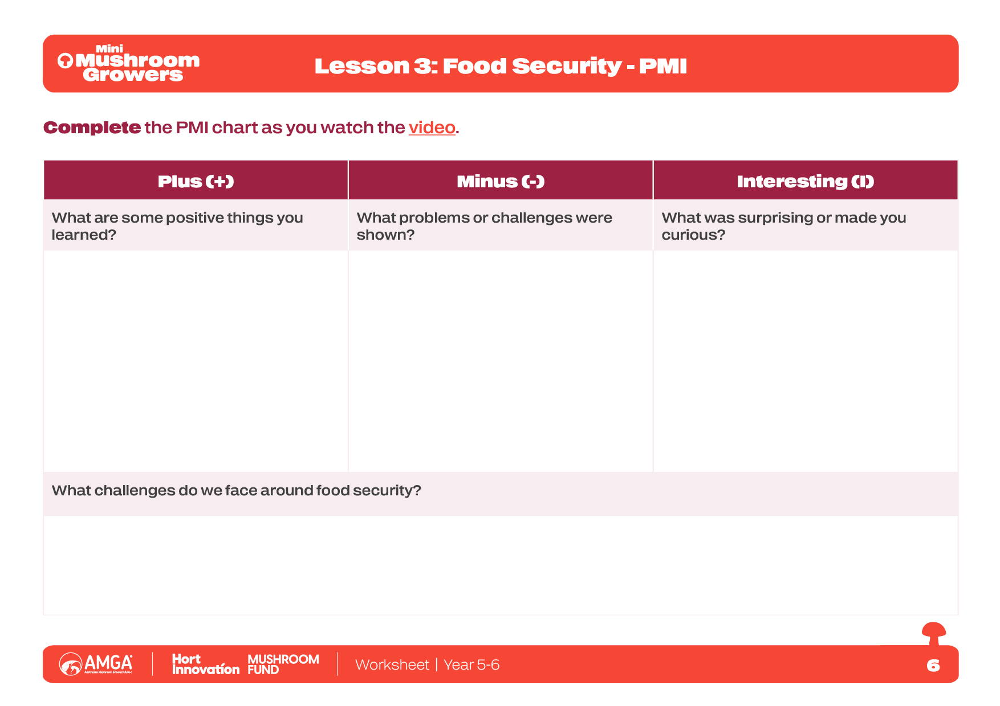 Mini
Mushroom
Growers
Lesson 3: Food Security - PMI
Complete the PMI chart as you watch the video.
Plus (+)
Minus (-)
Interesting (I)
What are some positive things you
learned?
What problems or challenges were
shown?
What was surprising or made you
curious?
What challenges do we face around food security?
AMGA
Australian Mushroom Growers' Assoc
Hort
Innovation
MUSHROOM
FUND
Worksheet | Year 5-6
6